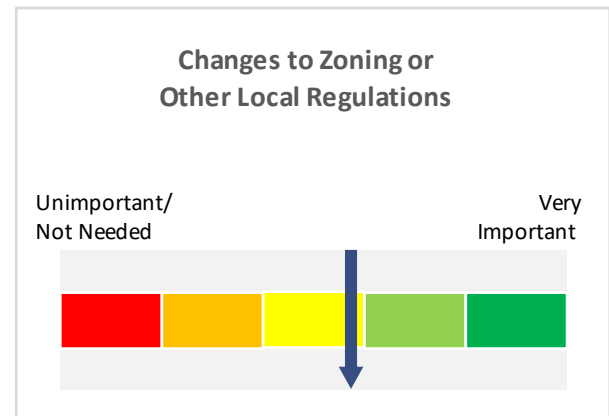 Changes to Zoning or
Other Local Regulations
Unimportant/
Not Needed
Very
Important